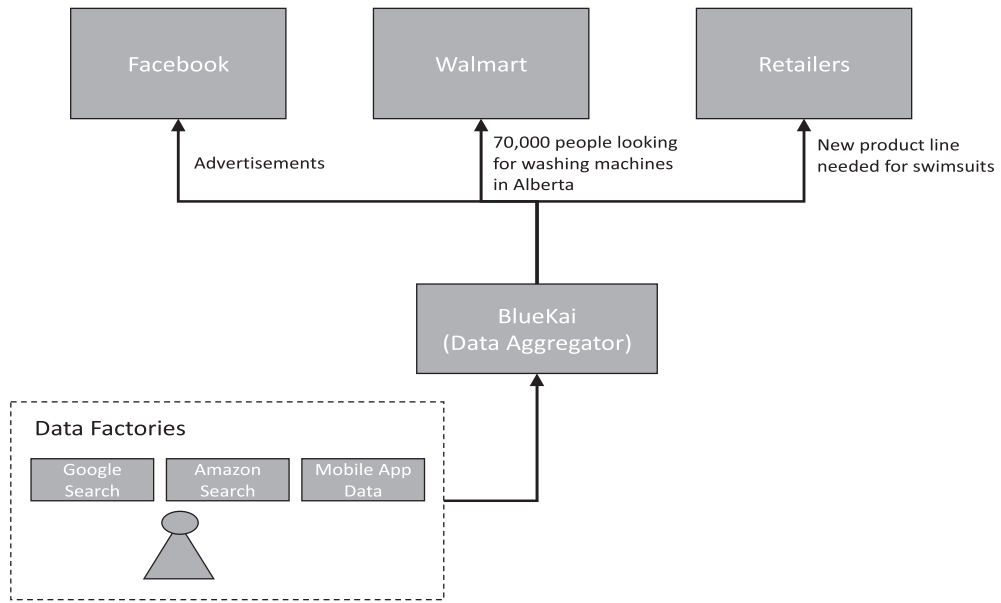 Facebook
Walmart
Retailers
Advertisements
70,000 people looking
for washing machines
in Alberta
New product line
needed for swimsuits
BlueKai
(Data Aggregator)
Data Factories
Google
Search
Amazon
Search
Mobile App
Data